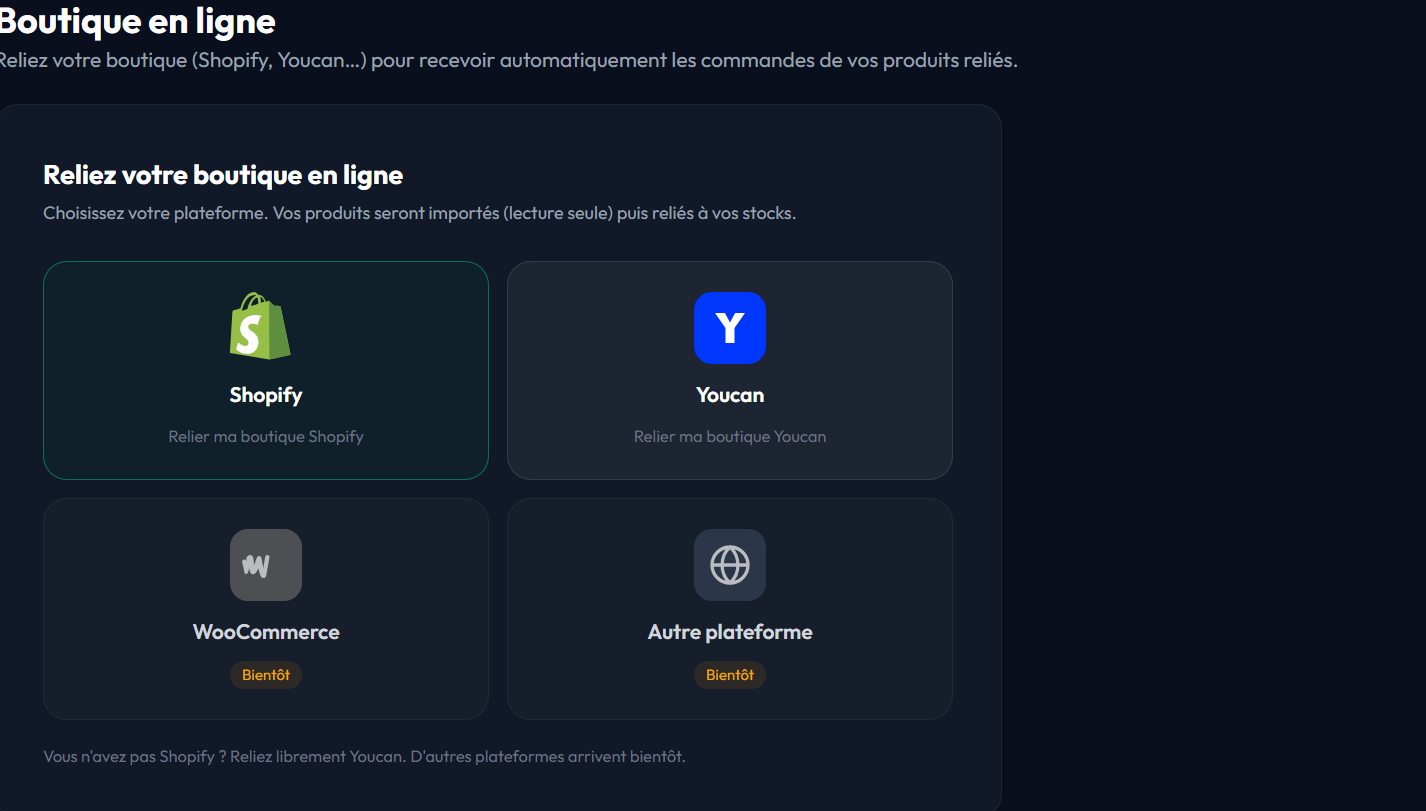 Boutique en ligne
Reliez votre boutique (Shopify, Youcan…) pour recevoir automatiquement les commandes de vos produits reliés.
Reliez votre boutique en ligne
Choisissez votre plateforme. Vos produits seront importés (lecture seule) puis reliés à vos stocks.
S
Shopify
Relier ma boutique Shopify
Y
Youcan
Relier ma boutique Youcan
WooCommerce
Bientôt
Autre plateforme
Bientôt
Vous n'avez pas Shopify ? Reliez librement Youcan. D'autres plateformes arrivent bientôt.